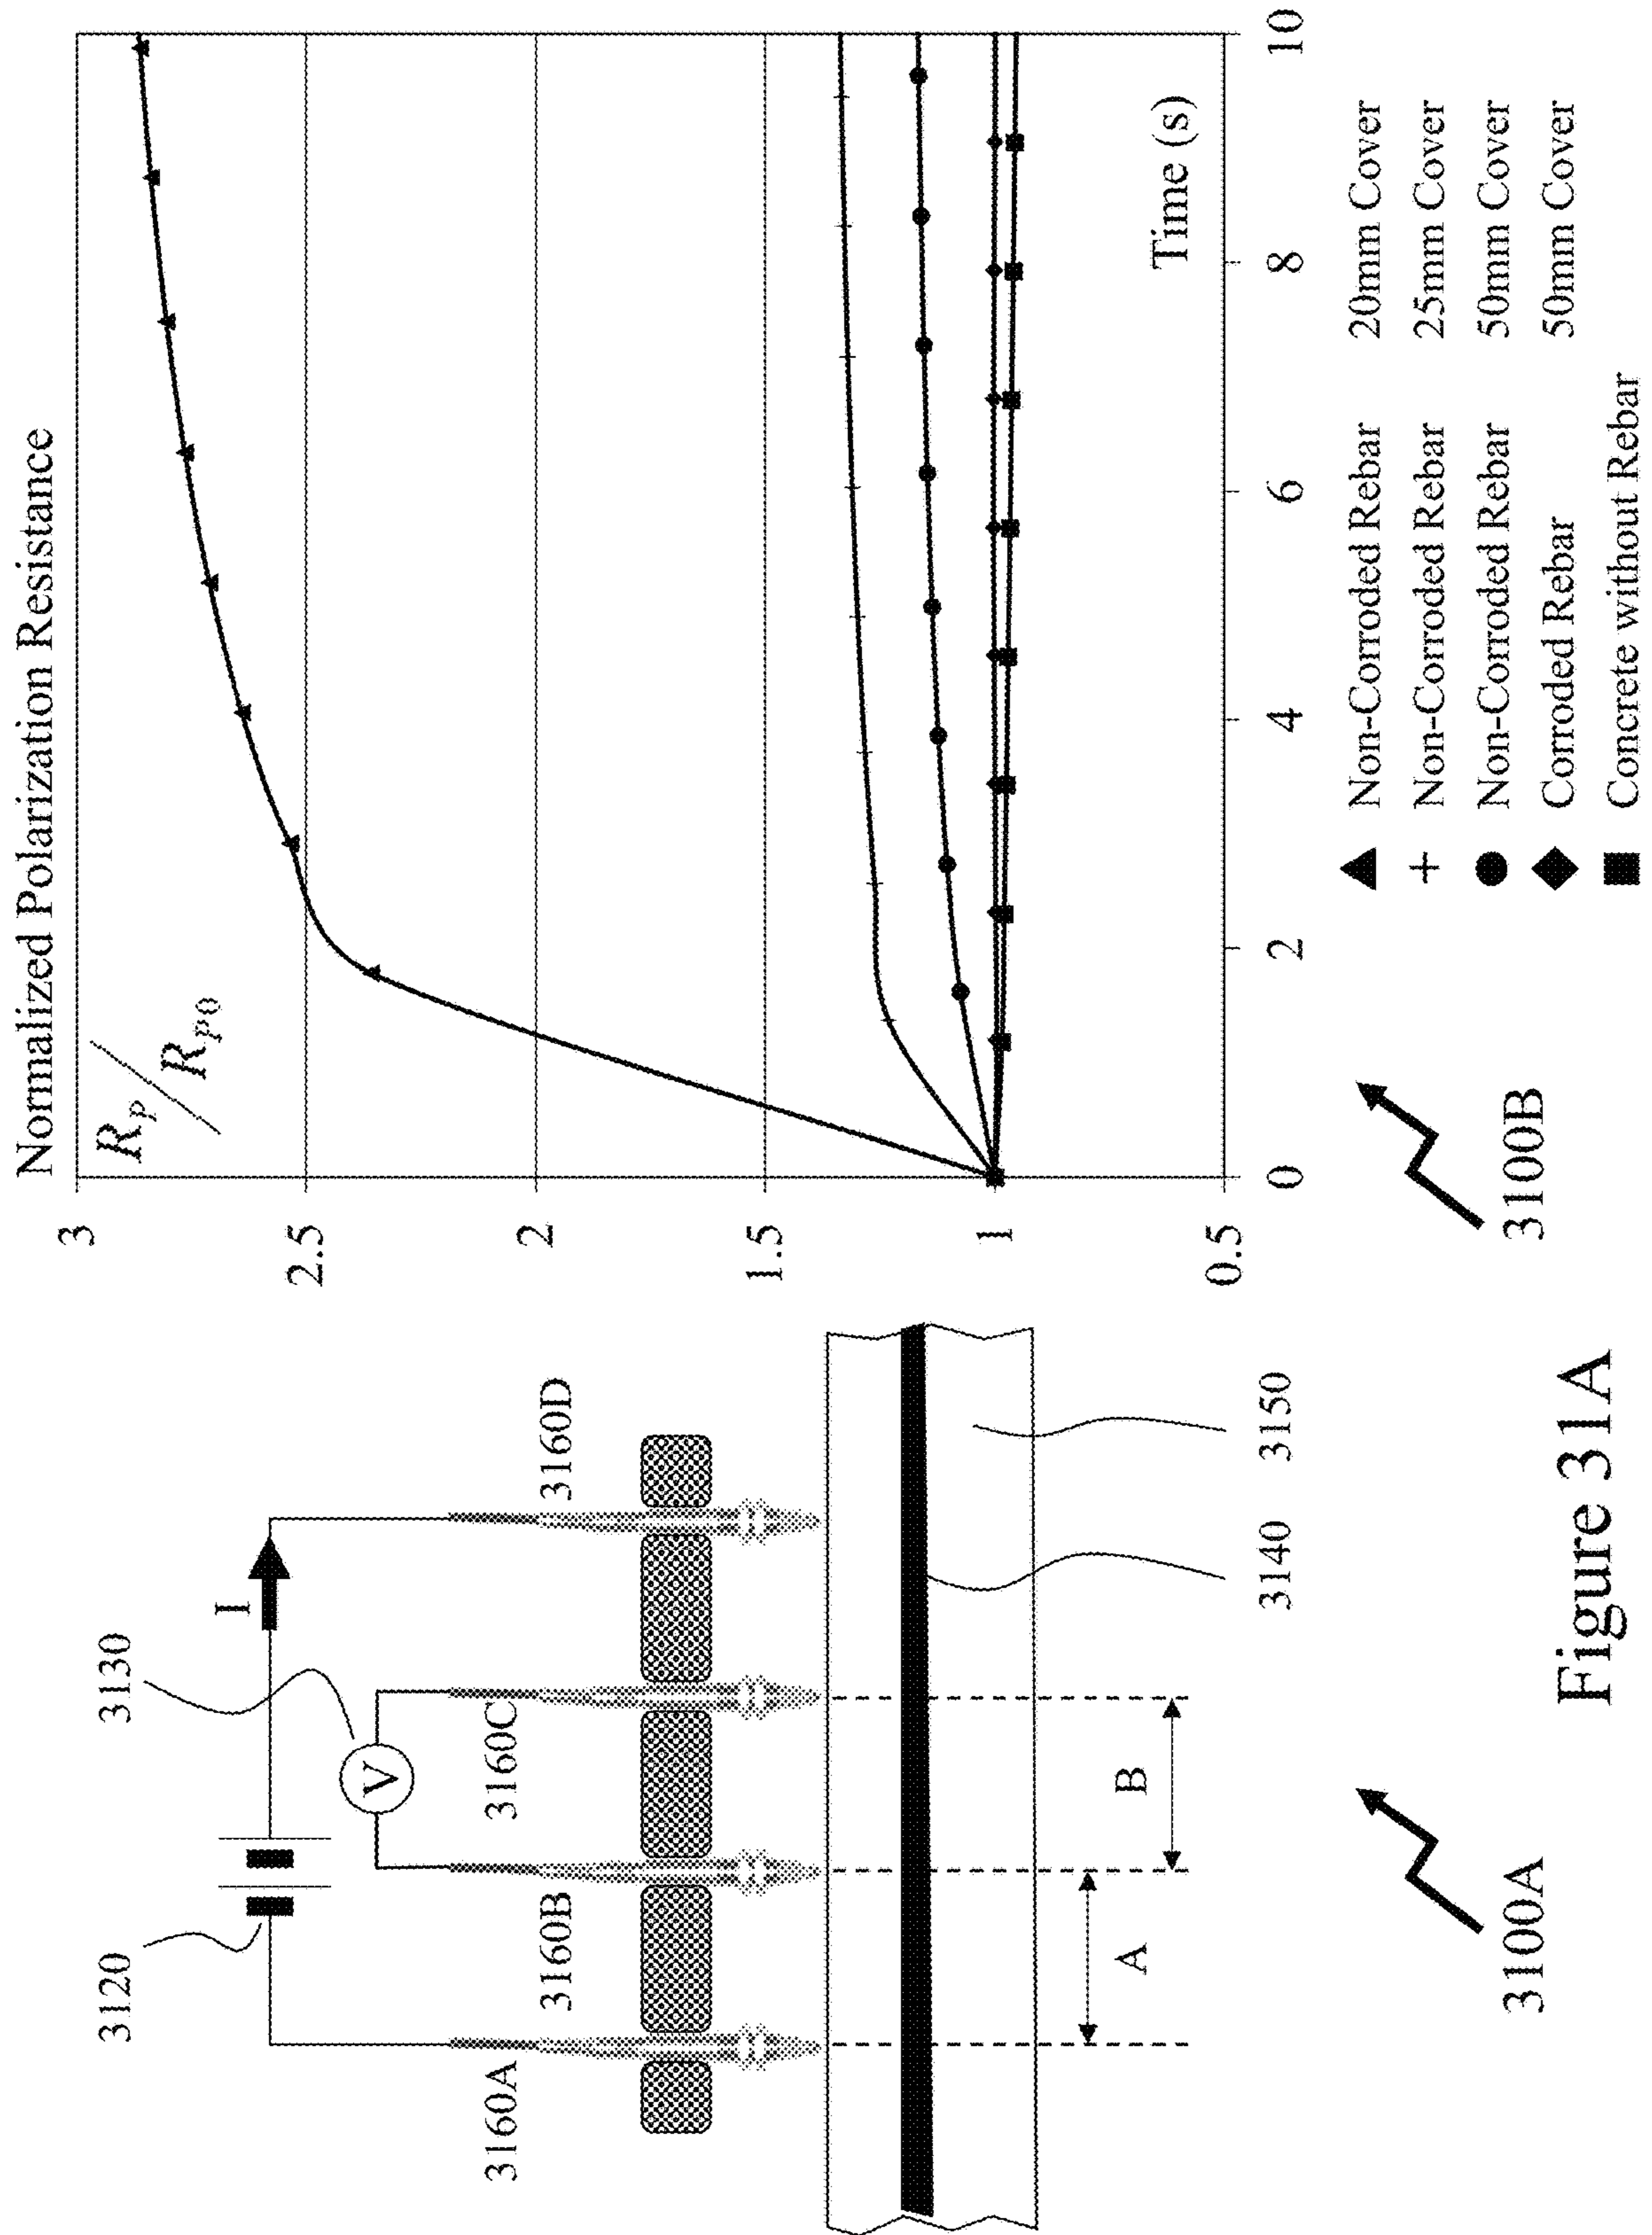 3120
3130
I
V
3160A
3160B
3160C
3160D
A
B
3140
3150
3100A
Normalized Polarization Resistance
R_P / R_P0
3
2.5
2
1.5
1
0.5
0 2 4 6 8 10
Time (s)
▲ Non-Corroded Rebar 20mm Cover
+ Non-Corroded Rebar 25mm Cover
● Non-Corroded Rebar 50mm Cover
◆ Corroded Rebar 50mm Cover
■ Concrete without Rebar
3100B
Figure 31A